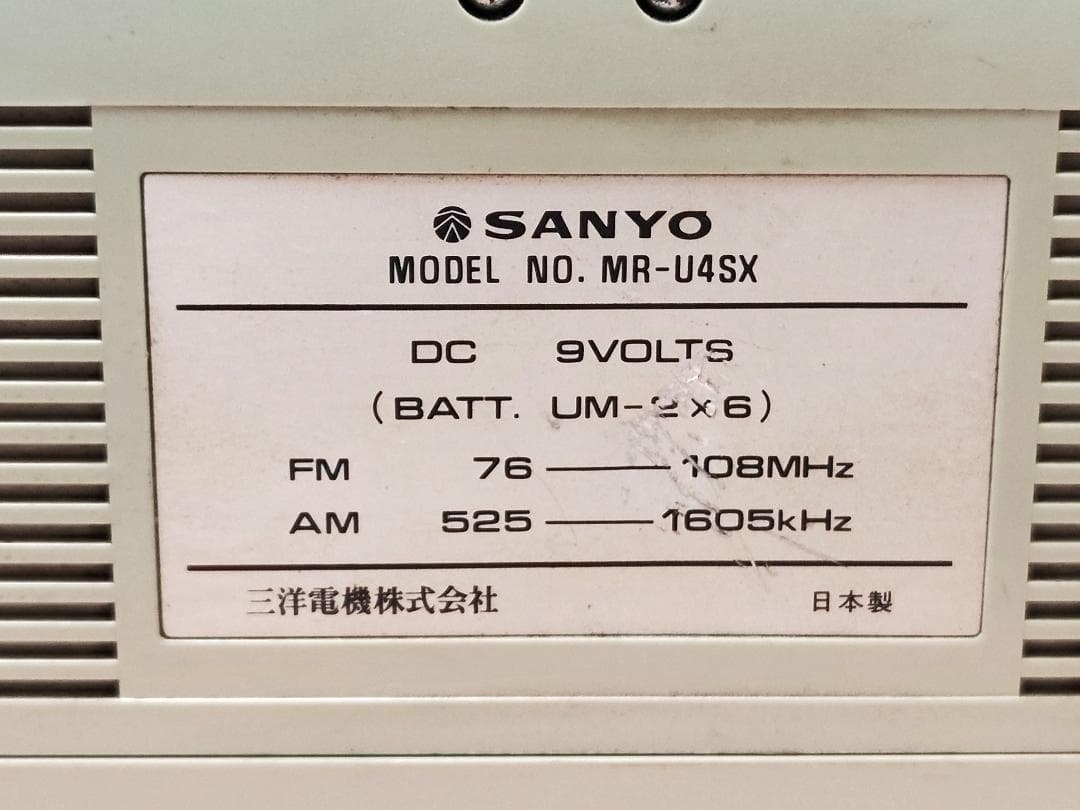 SANYO
MODEL NO. MR-U4SX
DC 9VOLTS
(BATT. UM-2×6)
FM 76 — 108MHz
AM 525 — 1605kHz
三洋電機株式会社 日本製